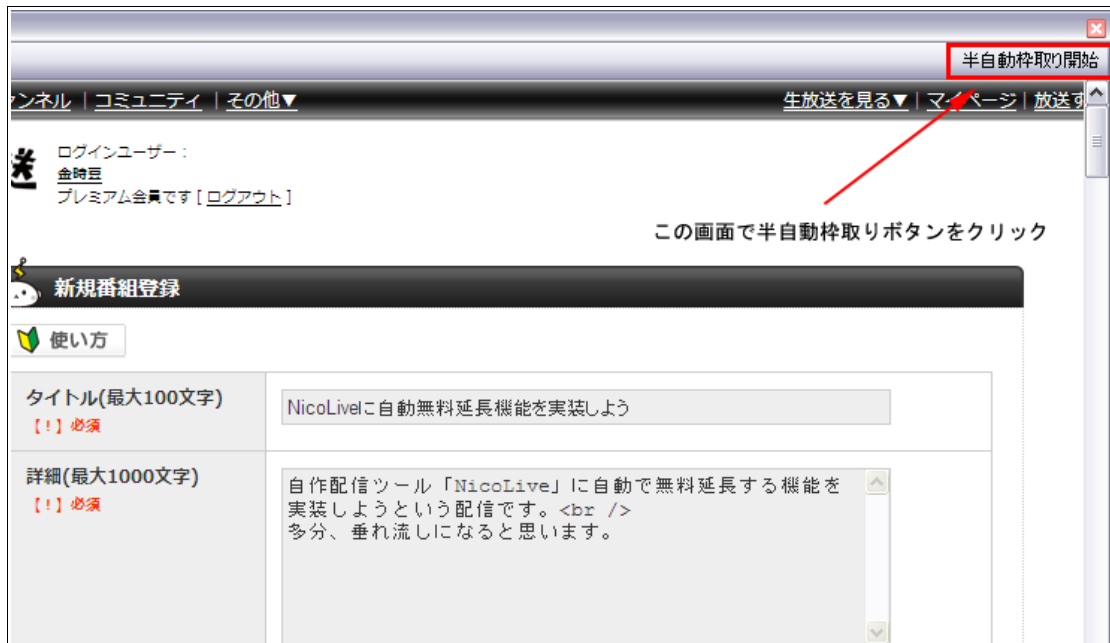 半自動枠取り開始
ャンネル | コミュニティ | その他▼
生放送を見る▼ | マイページ | 放送す
送
ログインユーザー：
金時豆
プレミアム会員です [ ログアウト ]
この画面で半自動枠取りボタンをクリック
新規番組登録
使い方
タイトル(最大100文字)
【！】必須
NicoLiveに自動無料延長機能を実装しよう
詳細(最大1000文字)
【！】必須
自作配信ツール「NicoLive」に自動で無料延長する機能を
実装しようという配信です。<br />
多分、垂れ流しになると思います。